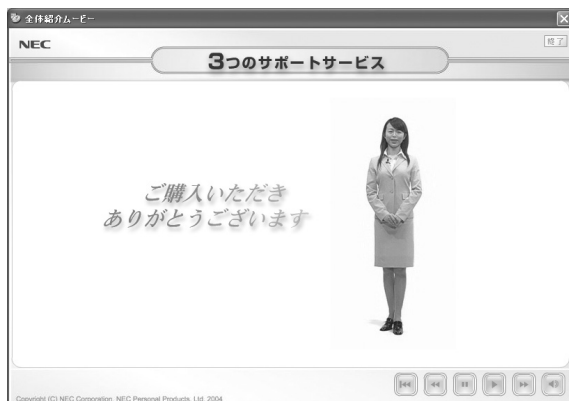 全体紹介ムービー
NEC
終了
3つのサポートサービス
ご購入いただき
ありがとうございます
Copyright (C) NEC Corporation, NEC Personal Products, Ltd. 2004